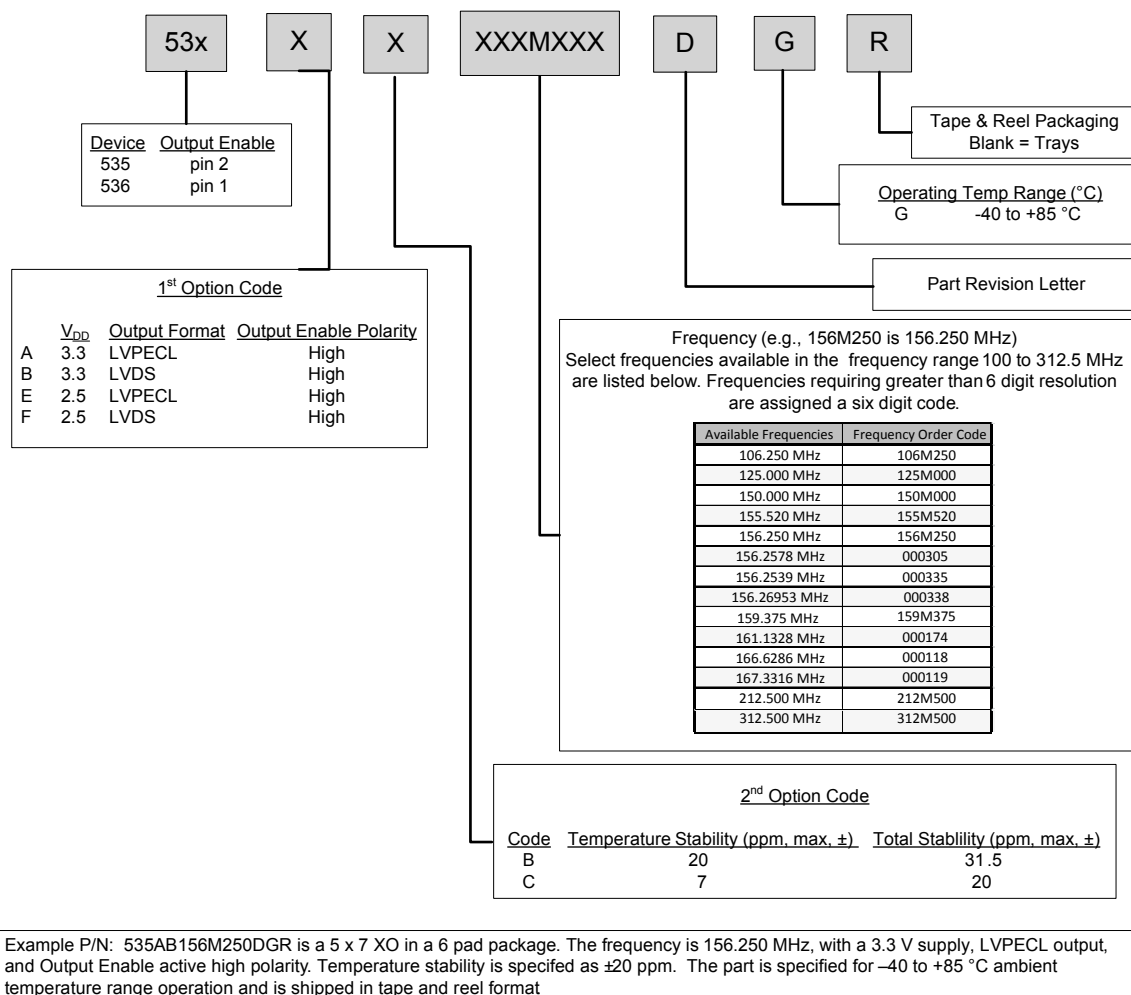 53x X X XXXMXXX D G R
Device Output Enable
535 pin 2
536 pin 1
Tape & Reel Packaging
Blank = Trays
Operating Temp Range (°C)
G -40 to +85 °C
Part Revision Letter
1st Option Code
VDD Output Format Output Enable Polarity
A 3.3 LVPECL High
B 3.3 LVDS High
E 2.5 LVPECL High
F 2.5 LVDS High
Frequency (e.g., 156M250 is 156.250 MHz)
Select frequencies available in the frequency range 100 to 312.5 MHz
are listed below. Frequencies requiring greater than 6 digit resolution
are assigned a six digit code.
Available Frequencies Frequency Order Code
106.250 MHz 106M250
125.000 MHz 125M000
150.000 MHz 150M000
155.520 MHz 155M520
156.250 MHz 156M250
156.2578 MHz 000305
156.2539 MHz 000335
156.26953 MHz 000338
159.375 MHz 159M375
161.1328 MHz 000174
166.6286 MHz 000118
167.3316 MHz 000119
212.500 MHz 212M500
312.500 MHz 312M500
2nd Option Code
Code Temperature Stability (ppm, max, ±) Total Stablility (ppm, max, ±)
B 20 31.5
C 7 20
Example P/N: 535AB156M250DGR is a 5 x 7 XO in a 6 pad package. The frequency is 156.250 MHz, with a 3.3 V supply, LVPECL output,
and Output Enable active high polarity. Temperature stability is specifed as ±20 ppm. The part is specified for –40 to +85 °C ambient
temperature range operation and is shipped in tape and reel format